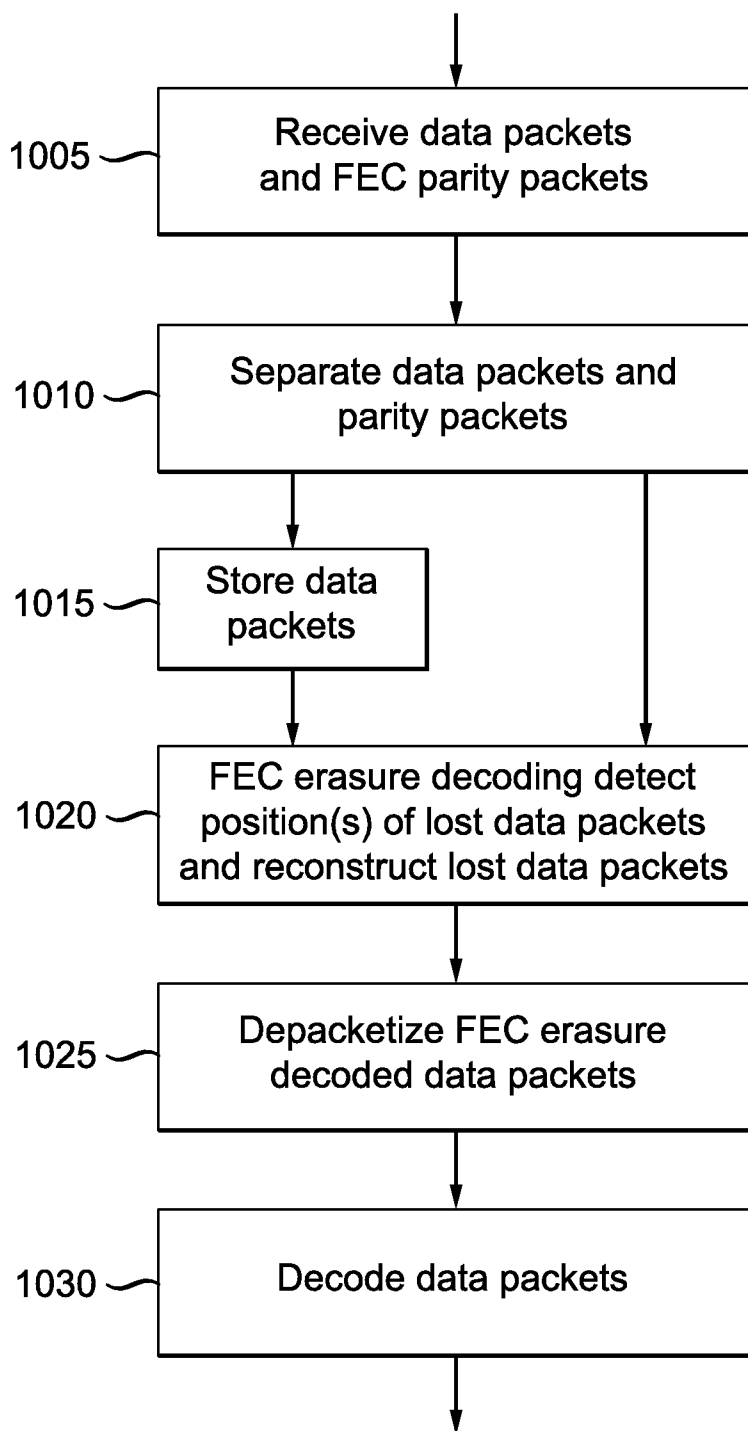 Receive data packets
1005
and FEC parity packets
Separate data packets and
1010
parity packets
Store data
1015
packets
FEC erasure decoding detect
1020
position(s) of lost data packets
and reconstruct lost data packets
Depacketize FEC erasure
1025
decoded data packets
1030
Decode data packets